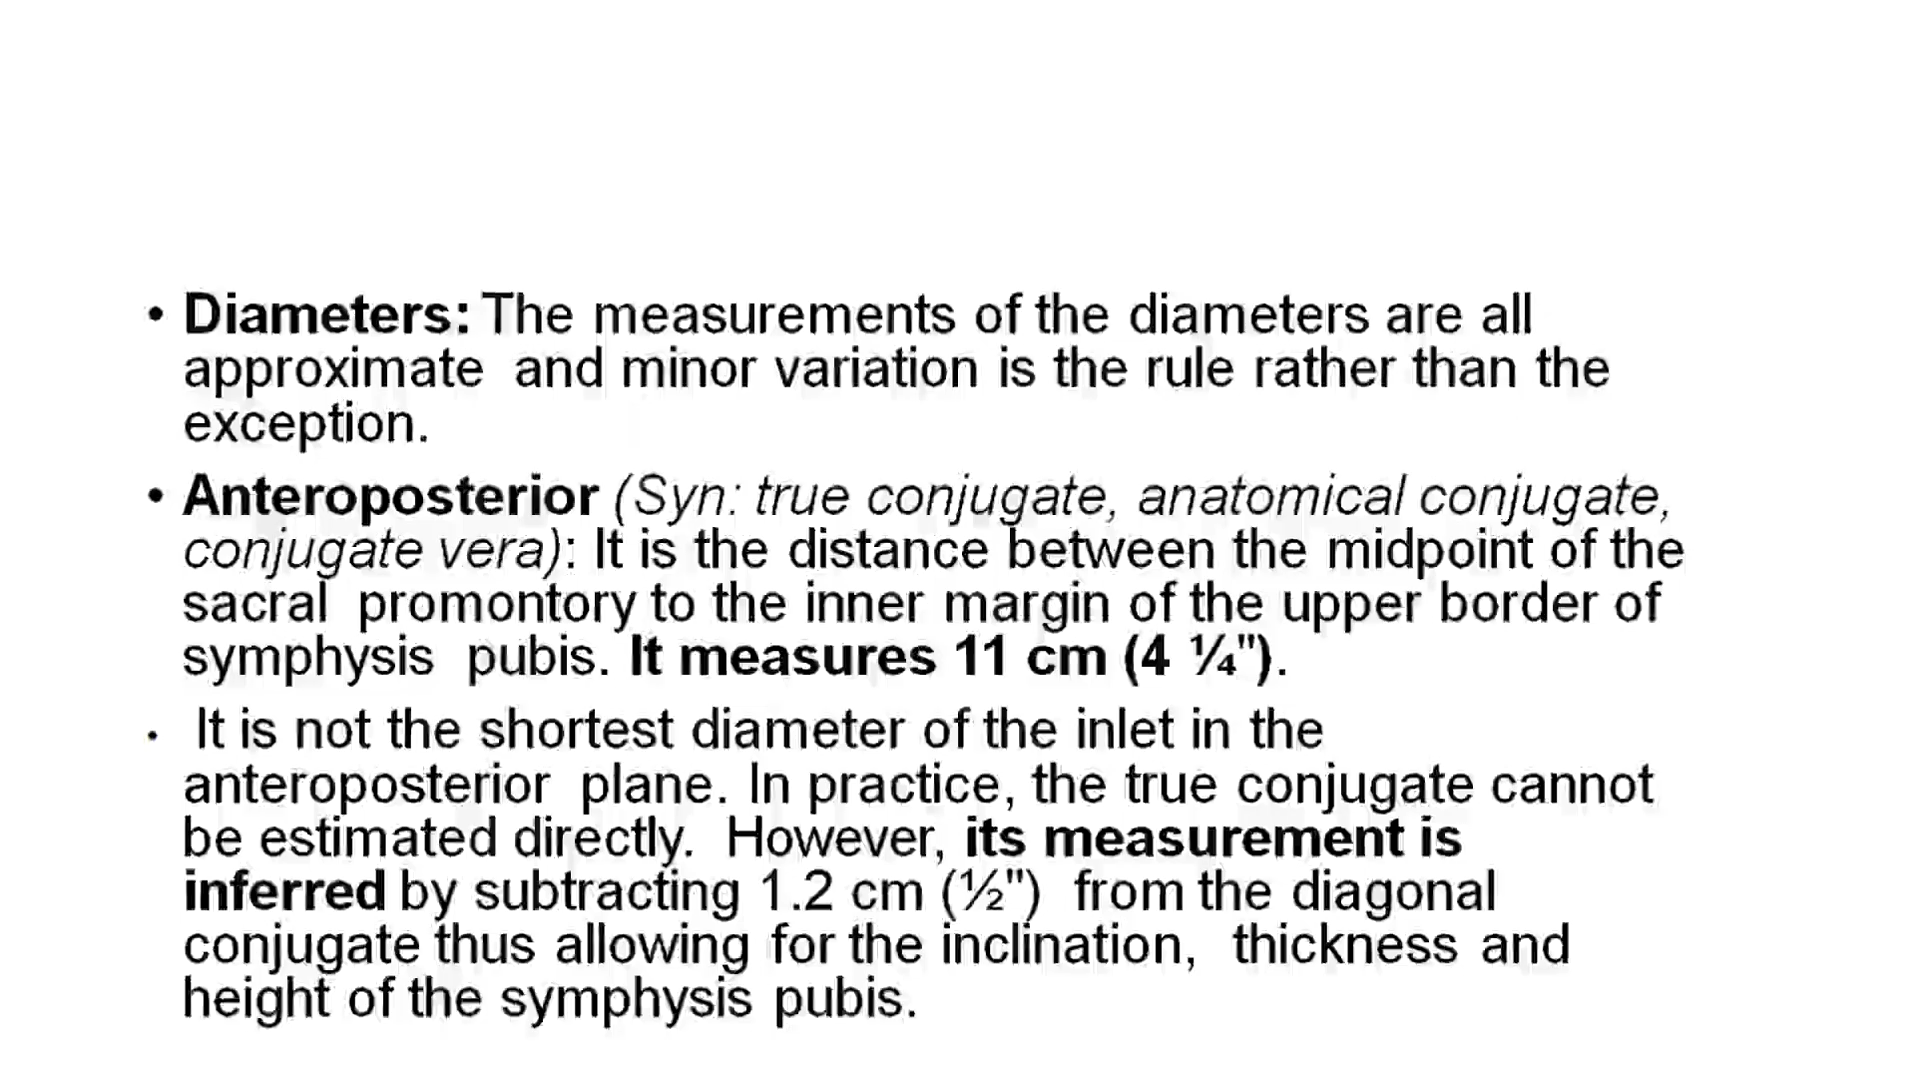 • Diameters: The measurements of the diameters are all
approximate and minor variation is the rule rather than the
exception.
• Anteroposterior (Syn: true conjugate, anatomical conjugate,
conjugate vera): It is the distance between the midpoint of the
sacral promontory to the inner margin of the upper border of
symphysis pubis. It measures 11 cm (4 ¼").
• It is not the shortest diameter of the inlet in the
anteroposterior plane. In practice, the true conjugate cannot
be estimated directly. However, its measurement is
inferred by subtracting 1.2 cm (½") from the diagonal
conjugate thus allowing for the inclination, thickness and
height of the symphysis pubis.